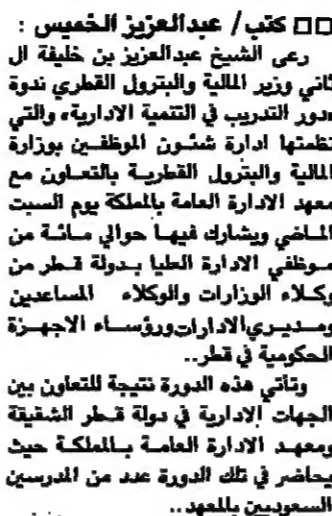 □□ كتب/ عبدالعزيز الخميس :
رعى الشيخ عبدالعزيز بن خليفة ال
ثاني وزير المالية والبترول القطري ندوة
«دور التدريب في التنمية الادارية» والتي
نظمتها ادارة شئون الموظفين بوزارة
المالية والبترول القطرية بالتعاون مع
معهد الادارة العامة بالمملكة يوم السبت
الماضي ويشارك فيها حوالي مائة من
موظفي الادارة العليا بدولة قطر من
وكلاء الوزارات والوكلاء المساعدين
ومديري الادارات ورؤساء الاجهزة
الحكومية في قطر..
وتأتي هذه الدورة نتيجة للتعاون بين
الجهات الادارية في دولة قطر الشقيقة
ومعهد الادارة العامة بالمملكة حيث
يحاضر في تلك الدورة عدد من المدرسين
السعوديين بالمعهد..